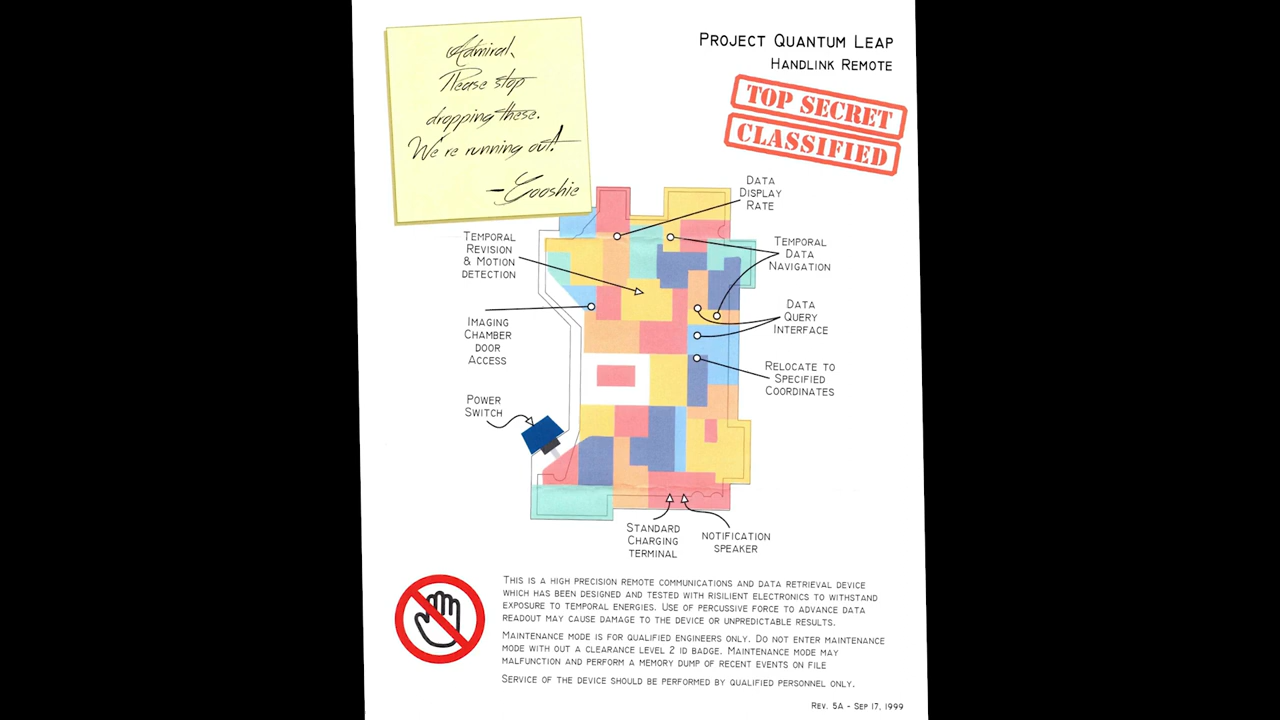 Admiral,
Please stop
dropping these.
We're running out!
-Gooshie
PROJECT QUANTUM LEAP
HANDLINK REMOTE
TOP SECRET
CLASSIFIED
DATA
DISPLAY
RATE
TEMPORAL
REVISION
& MOTION
DETECTION
TEMPORAL
DATA
NAVIGATION
IMAGING
CHAMBER
DOOR
ACCESS
DATA
QUERY
INTERFACE
RELOCATE TO
SPECIFIED
COORDINATES
POWER
SWITCH
STANDARD
CHARGING
TERMINAL
NOTIFICATION
SPEAKER
THIS IS A HIGH PRECISION REMOTE COMMUNICATIONS AND DATA RETRIEVAL DEVICE
WHICH HAS BEEN DESIGNED AND TESTED WITH RISILIENT ELECTRONICS TO WITHSTAND
EXPOSURE TO TEMPORAL ENERGIES. USE OF PERCUSSIVE FORCE TO ADVANCE DATA
READOUT MAY CAUSE DAMAGE TO THE DEVICE OR UNPREDICTABLE RESULTS.
MAINTENANCE MODE IS FOR QUALIFIED ENGINEERS ONLY. DO NOT ENTER MAINTENANCE
MODE WITH OUT A CLEARANCE LEVEL 2 ID BADGE. MAINTENANCE MODE MAY
MALFUNCTION AND PERFORM A MEMORY DUMP OF RECENT EVENTS ON FILE
SERVICE OF THE DEVICE SHOULD BE PERFORMED BY QUALIFIED PERSONNEL ONLY.
REV. 5A - SEP 17, 1999